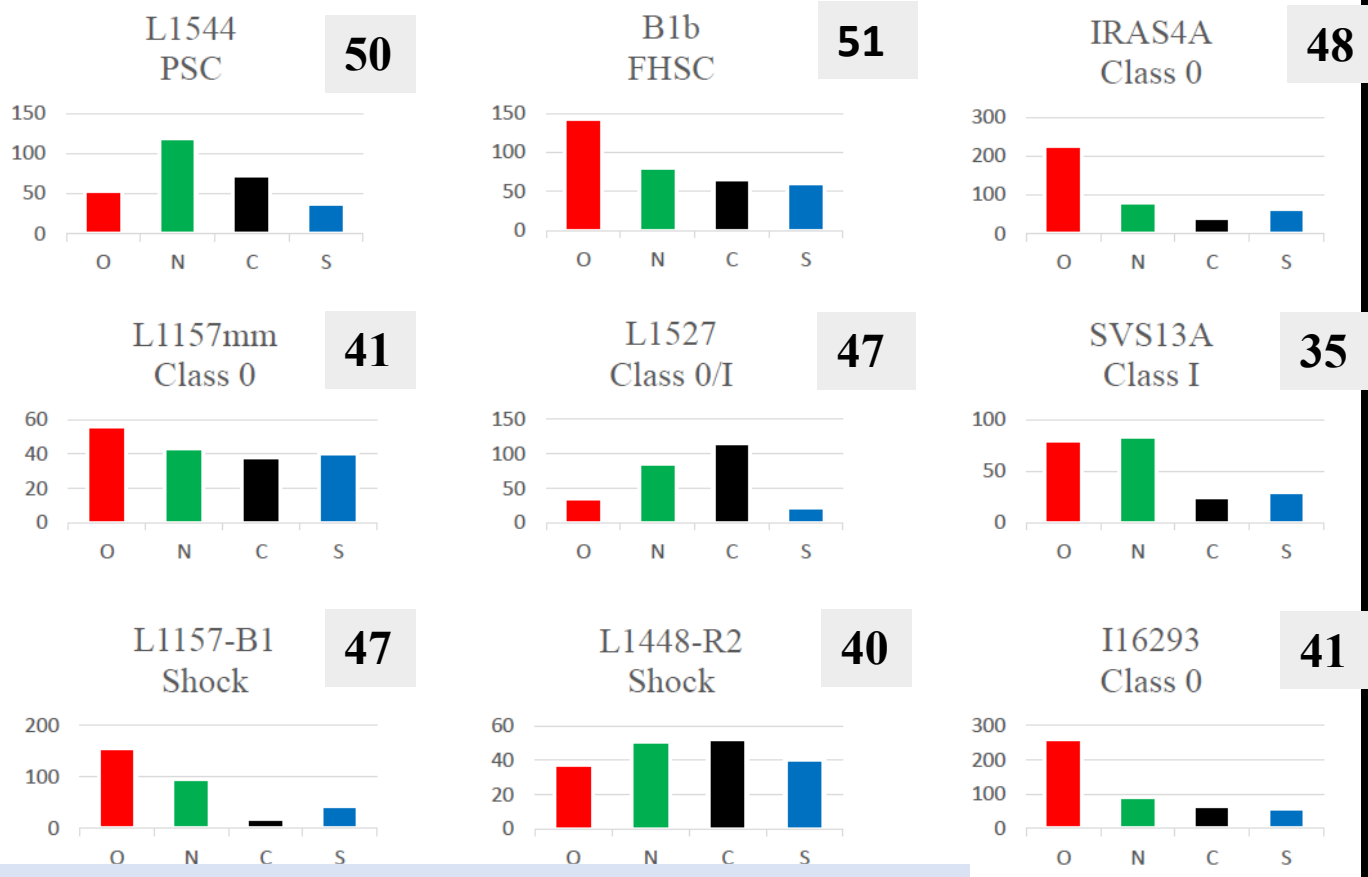 L1544
PSC
50
150
100
50
0
O N C S
B1b
FHSC
51
150
100
50
0
O N C S
IRAS4A
Class 0
48
300
200
100
0
O N C S
L1157mm
Class 0
41
60
40
20
0
O N C S
L1527
Class 0/I
47
150
100
50
0
O N C S
SVS13A
Class I
35
100
50
0
O N C S
L1157-B1
Shock
47
200
100
0
O N C S
L1448-R2
Shock
40
60
40
20
0
O N C S
I16293
Class 0
41
300
200
100
0
O N C S